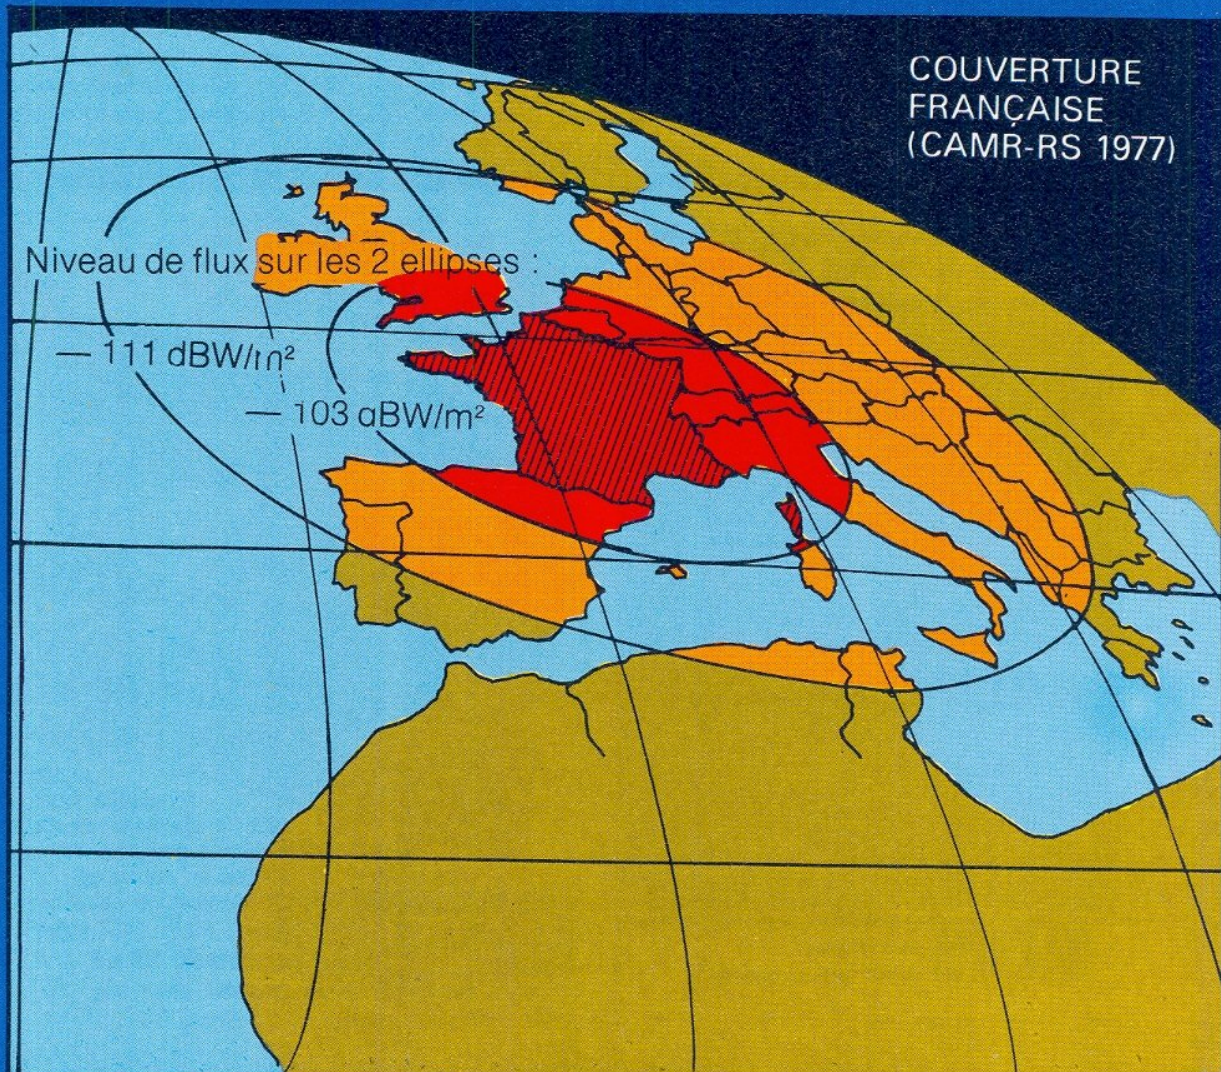 COUVERTURE
FRANÇAISE
(CAMR-RS 1977)
Niveau de flux sur les 2 ellipses :
— 111 dBW/m²
— 103 dBW/m²